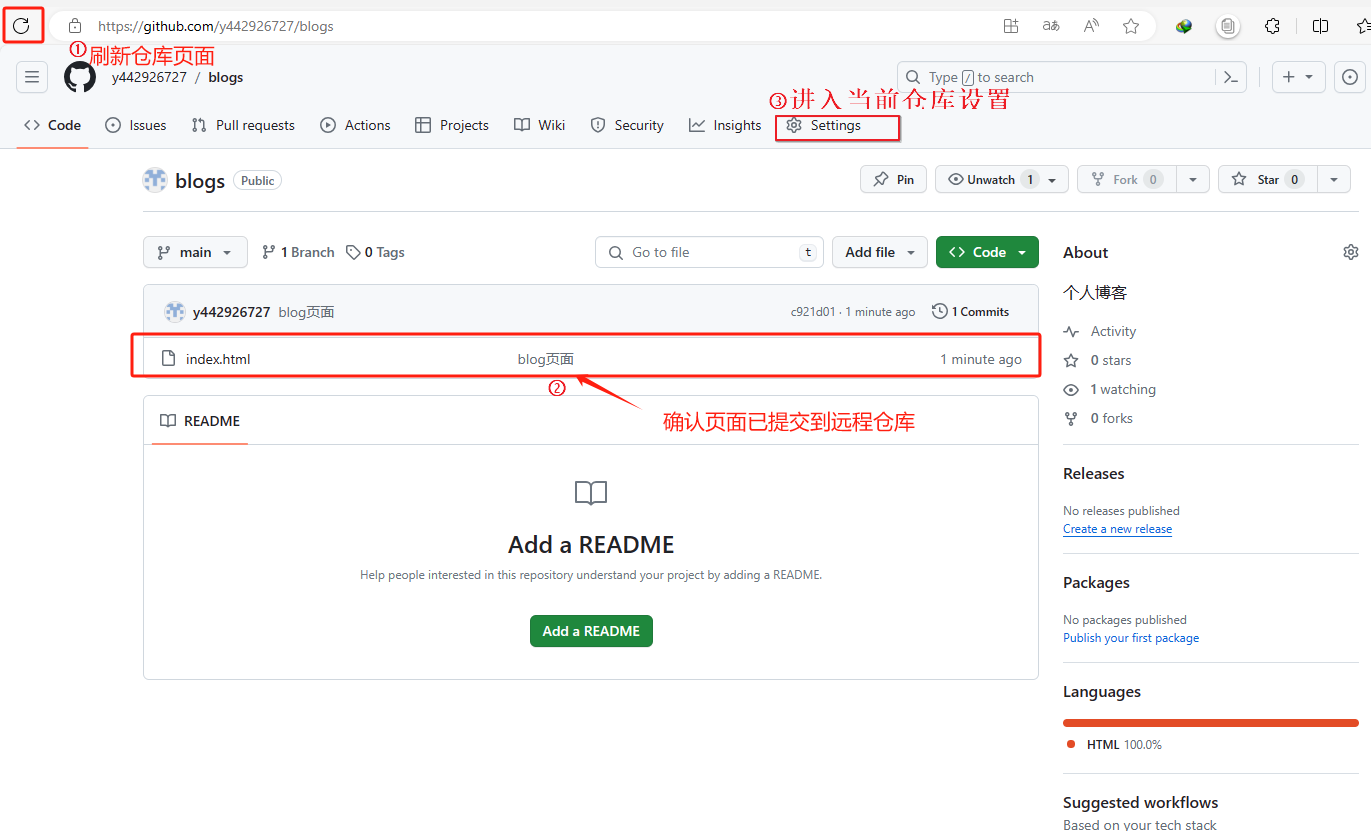 https://github.com/y442926727/blogs
①刷新仓库页面
y442926727 / blogs
Type / to search
③进入当前仓库设置
Code Issues Pull requests Actions Projects Wiki Security Insights Settings
blogs Public
Pin Unwatch 1 Fork 0 Star 0
main 1 Branch 0 Tags Go to file t Add file Code
y442926727 blog页面 c921d01 · 1 minute ago 1 Commits
index.html blog页面 1 minute ago
②
确认页面已提交到远程仓库
README
Add a README
Help people interested in this repository understand your project by adding a README.
Add a README
About
个人博客
Activity
0 stars
1 watching
0 forks
Releases
No releases published
Create a new release
Packages
No packages published
Publish your first package
Languages
HTML 100.0%
Suggested workflows
Based on your tech stack